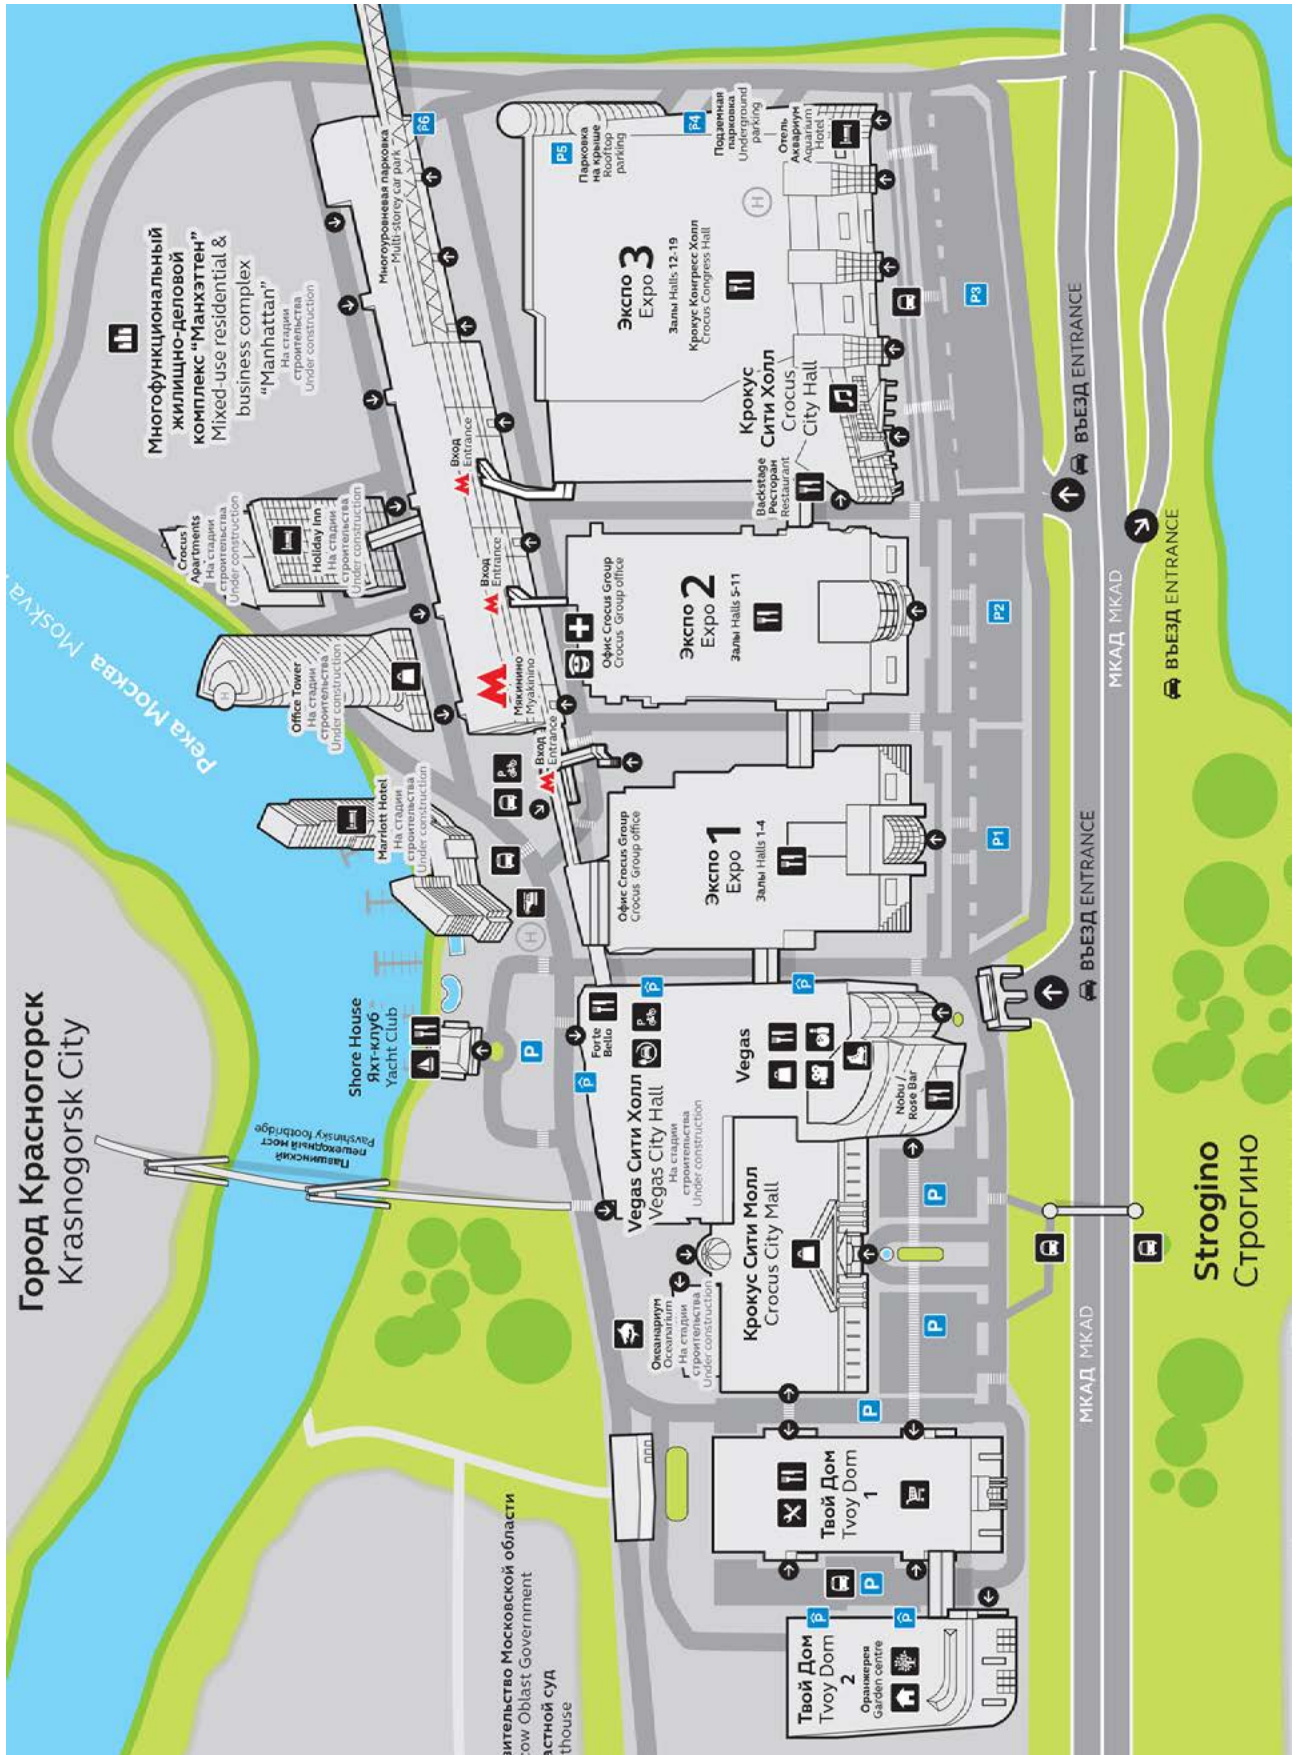 Город Красногорск
Krasnogorsk City
Река Москва Moskva
Павшинский
пешеходный мост
Pavshinsky footbridge
Shore House
Яхт-клуб
Yacht Club
P
Marriott Hotel
На стадии
строительства
Under construction
H
Office Tower
На стадии
строительства
Under construction
H
Crocus
Apartments
На стадии
строительства
Under construction
Holiday Inn
На стадии
строительства
Under construction
Многофункциональный
жилищно-деловой
комплекс “Манхэттен”
Mixed-use residential &
business complex
“Manhattan”
На стадии
строительства
Under construction
Многоуровневая парковка
Multi-storey car park
P6
M
Мякинино
Myakinino
M Вход
Entrance
M Вход
Entrance
M Вход
Entrance
P
Твой Дом
Tvoy Dom
2
Оранжерея
Garden centre
P
P
P
Твой Дом
Tvoy Dom
1
P
Океанариум
Oceanarium
На стадии
строительства
Under construction
Крокус Сити Молл
Crocus City Mall
P
P
Vegas Сити Холл
Vegas City Hall
На стадии
строительства
Under construction
Forte
Bello
P
P
P
P
Vegas
Nobu /
Rose Bar
Офис Crocus Group
Crocus Group office
Экспо 1
Expo
Залы Halls 1-4
P1
Офис Crocus Group
Crocus Group office
Экспо 2
Expo
Залы Halls 5-11
P2
Экспо 3
Expo
Залы Halls 12-19
Крокус Конгресс Холл
Crocus Congress Hall
H
P5
Парковка
на крыше
Rooftop
parking
P4
Подземная
парковка
Underground
parking
Отель
Аквариум
Aquarium
Hotel
Крокус
Сити Холл
Crocus
City Hall
Backstage
Ресторан
Restaurant
P3
ВЪЕЗД ENTRANCE
ВЪЕЗД ENTRANCE
ВЪЕЗД ENTRANCE
МКАД MKAD
МКАД MKAD
Strogino
Строгино
вительство Московской области
cow Oblast Government
астной суд
thouse